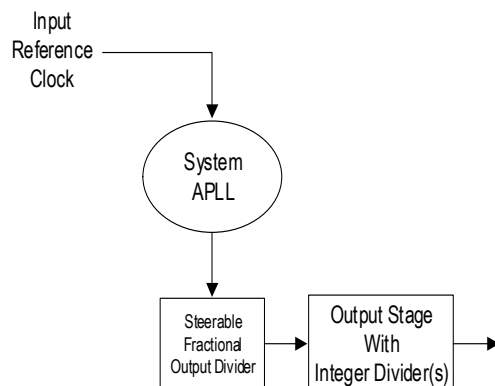 Input
Reference
Clock
System
APLL
Steerable
Fractional
Output Divider
Output Stage
With
Integer Divider(s)